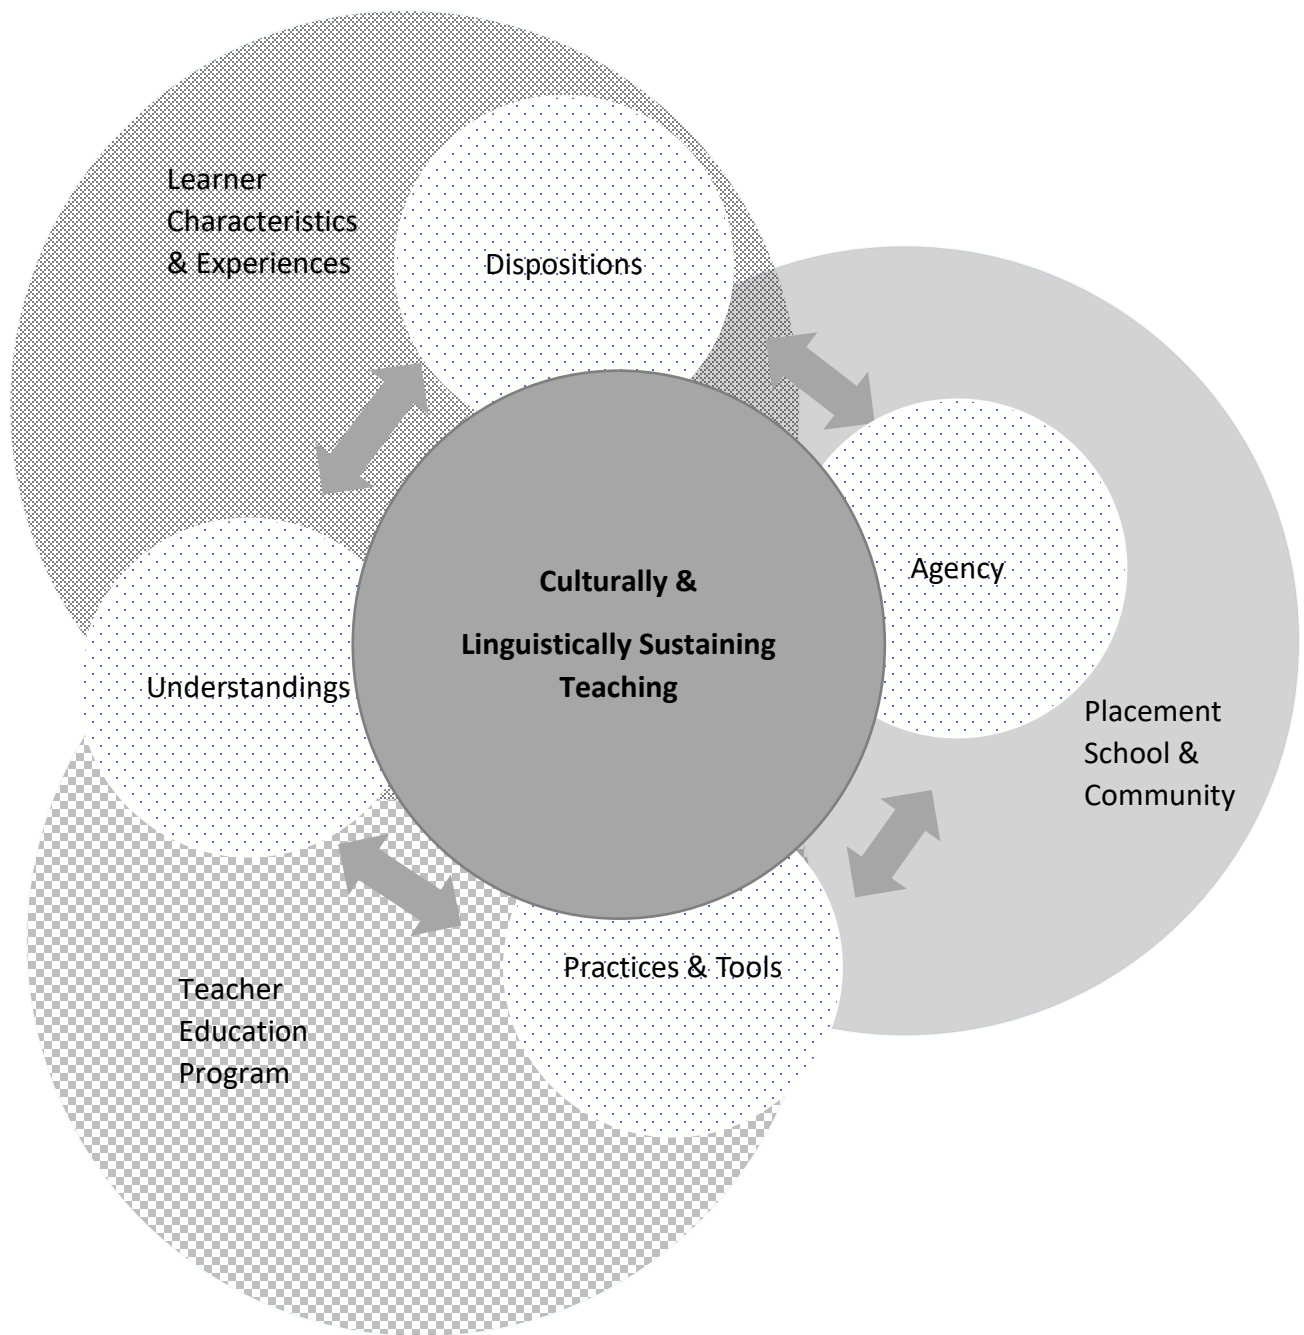 Learner
Characteristics
& Experiences
Dispositions
Culturally &
Linguistically Sustaining
Teaching
Agency
Understandings
Placement
School &
Community
Practices & Tools
Teacher
Education
Program